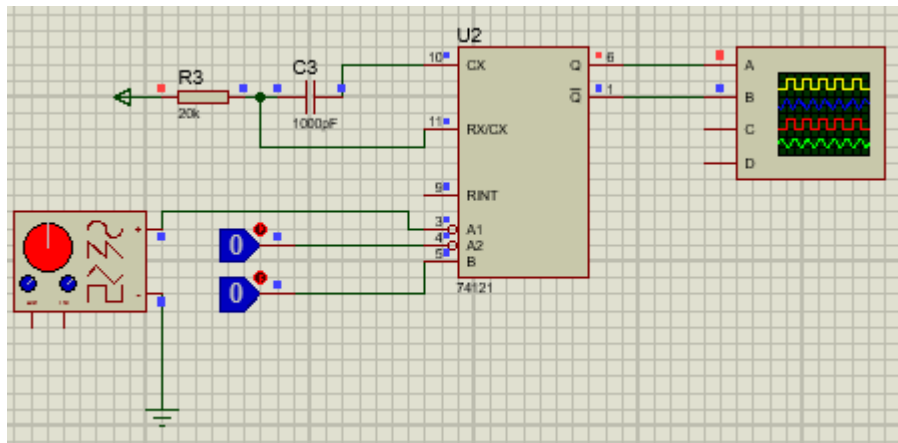 U2
R3
20k
C3
1000pF
10
CX
11
RX/CX
9
RINT
3
A1
4
A2
5
B
Q
6
Q
1
74121
A
B
C
D
+
-
0
0